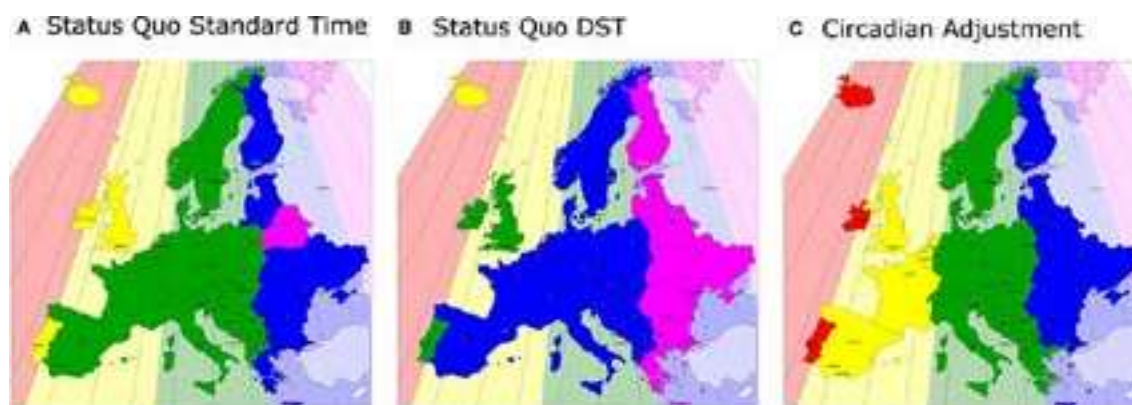 A Status Quo Standard Time
B Status Quo DST
C Circadian Adjustment